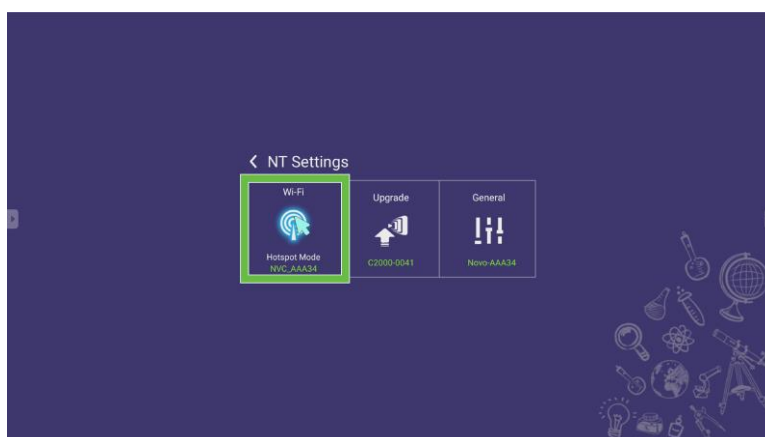 NT Settings
Wi-Fi
Hotspot Mode
NVC_AAA34
Upgrade
C2000-0041
General
Novo-AAA34